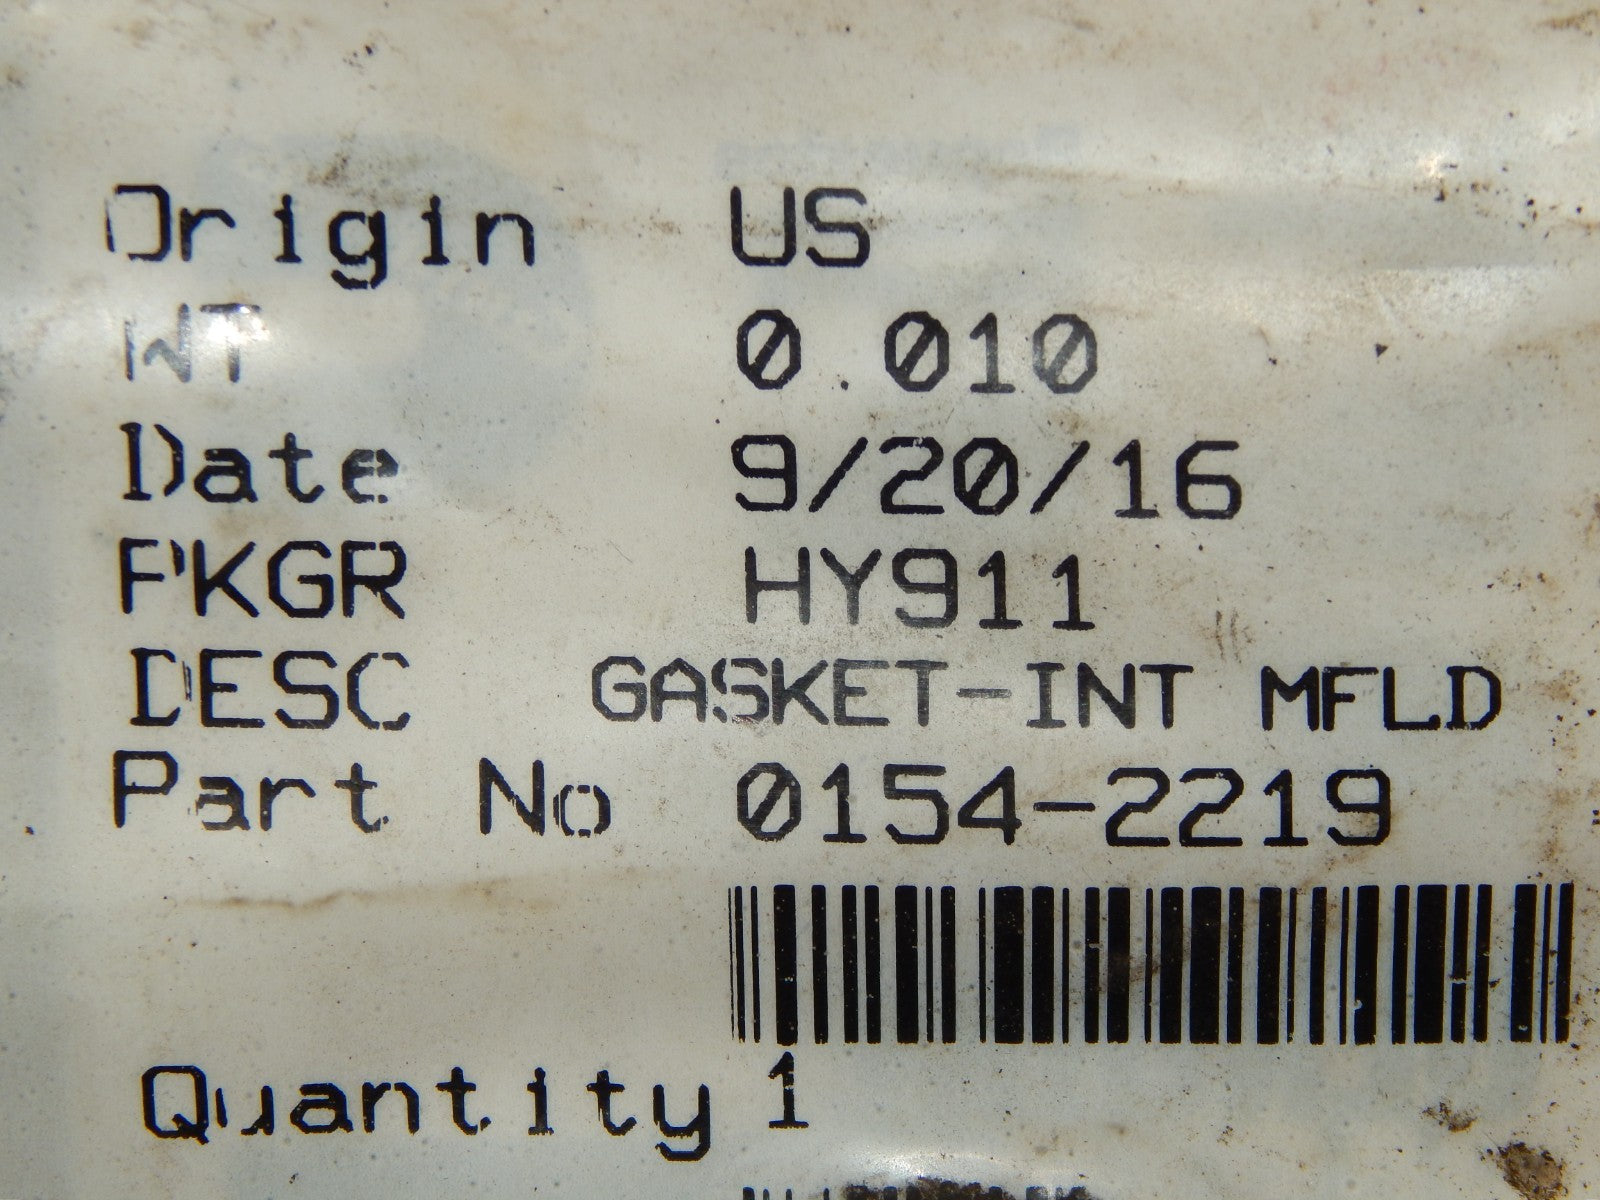 Origin US
WT 0.010
Date 9/20/16
PKGR HY911
DESC GASKET-INT MFLD
Part No 0154-2219
Quantity 1